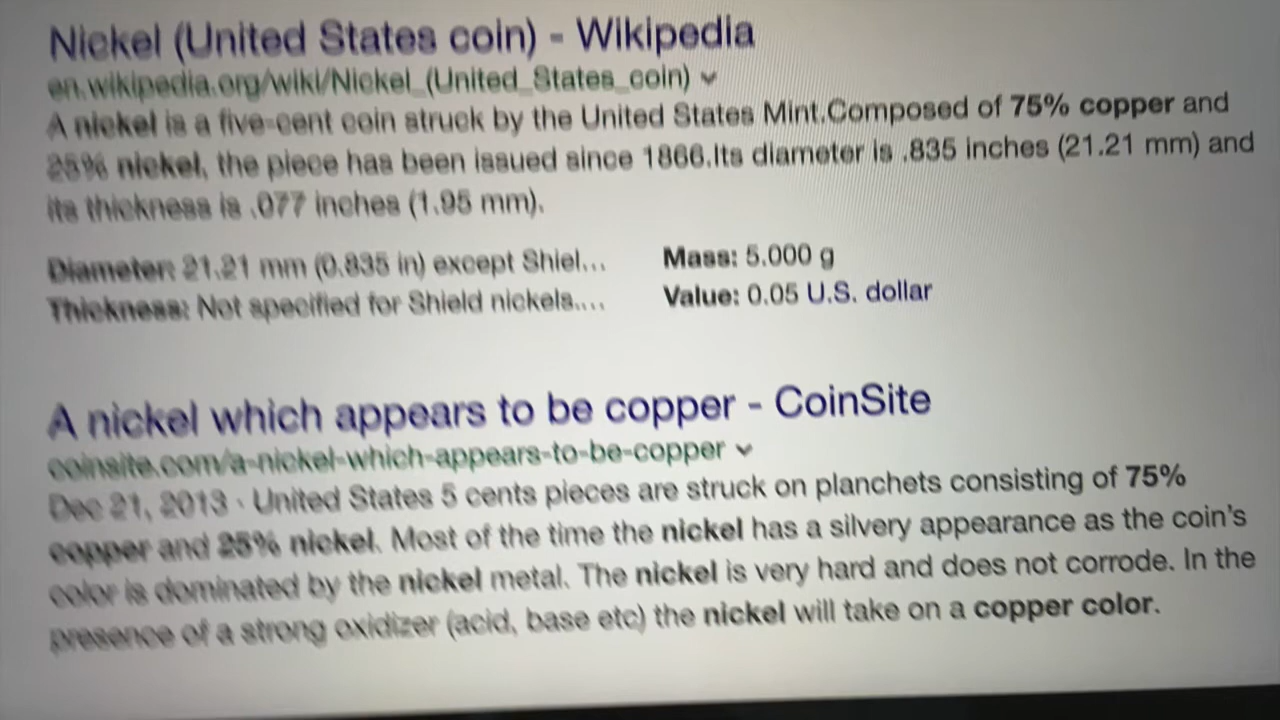 Nickel (United States coin) - Wikipedia
en.wikipedia.org/wiki/Nickel_(United_States_coin)
A nickel is a five-cent coin struck by the United States Mint.Composed of 75% copper and
25% nickel, the piece has been issued since 1866.Its diameter is .835 inches (21.21 mm) and
its thickness is .077 inches (1.95 mm).
Diameter: 21.21 mm (0.835 in) except Shiel... Mass: 5.000 g
Thickness: Not specified for Shield nickels.... Value: 0.05 U.S. dollar
A nickel which appears to be copper - CoinSite
coinsite.com/a-nickel-which-appears-to-be-copper
Dec 21, 2013 · United States 5 cents pieces are struck on planchets consisting of 75%
copper and 25% nickel. Most of the time the nickel has a silvery appearance as the coin's
color is dominated by the nickel metal. The nickel is very hard and does not corrode. In the
presence of a strong oxidizer (acid, base etc) the nickel will take on a copper color.